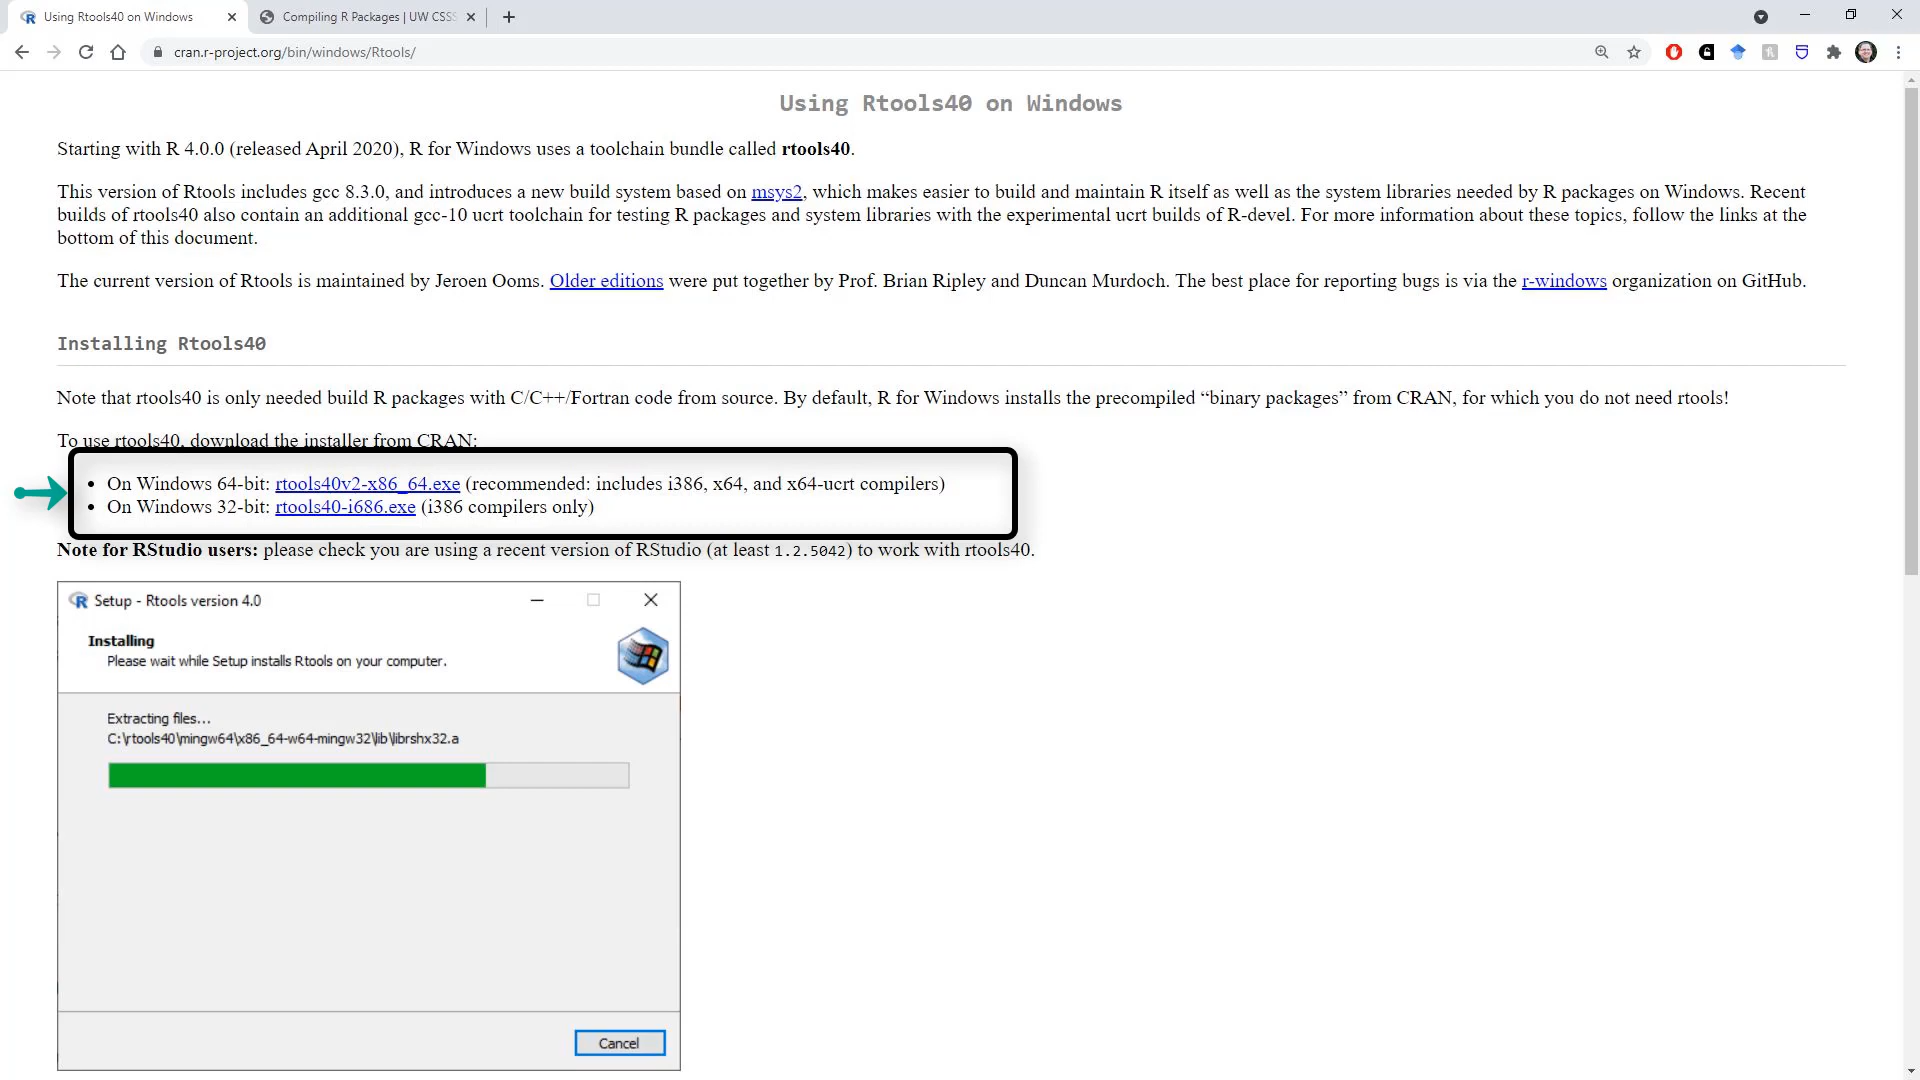 Using Rtools40 on Windows
Compiling R Packages | UW CSSS
cran.r-project.org/bin/windows/Rtools/
Using Rtools40 on Windows
Starting with R 4.0.0 (released April 2020), R for Windows uses a toolchain bundle called rtools40.
This version of Rtools includes gcc 8.3.0, and introduces a new build system based on msys2, which makes easier to build and maintain R itself as well as the system libraries needed by R packages on Windows. Recent
builds of rtools40 also contain an additional gcc-10 ucrt toolchain for testing R packages and system libraries with the experimental ucrt builds of R-devel. For more information about these topics, follow the links at the
bottom of this document.
The current version of Rtools is maintained by Jeroen Ooms. Older editions were put together by Prof. Brian Ripley and Duncan Murdoch. The best place for reporting bugs is via the r-windows organization on GitHub.
Installing Rtools40
Note that rtools40 is only needed build R packages with C/C++/Fortran code from source. By default, R for Windows installs the precompiled “binary packages” from CRAN, for which you do not need rtools!
To use rtools40, download the installer from CRAN:
• On Windows 64-bit: rtools40v2-x86_64.exe (recommended: includes i386, x64, and x64-ucrt compilers)
• On Windows 32-bit: rtools40-i686.exe (i386 compilers only)
Note for RStudio users: please check you are using a recent version of RStudio (at least 1.2.5042) to work with rtools40.
Setup - Rtools version 4.0
Installing
Please wait while Setup installs Rtools on your computer.
Extracting files...
C:\rtools40\mingw64\x86_64-w64-mingw32\lib\librshx32.a
Cancel